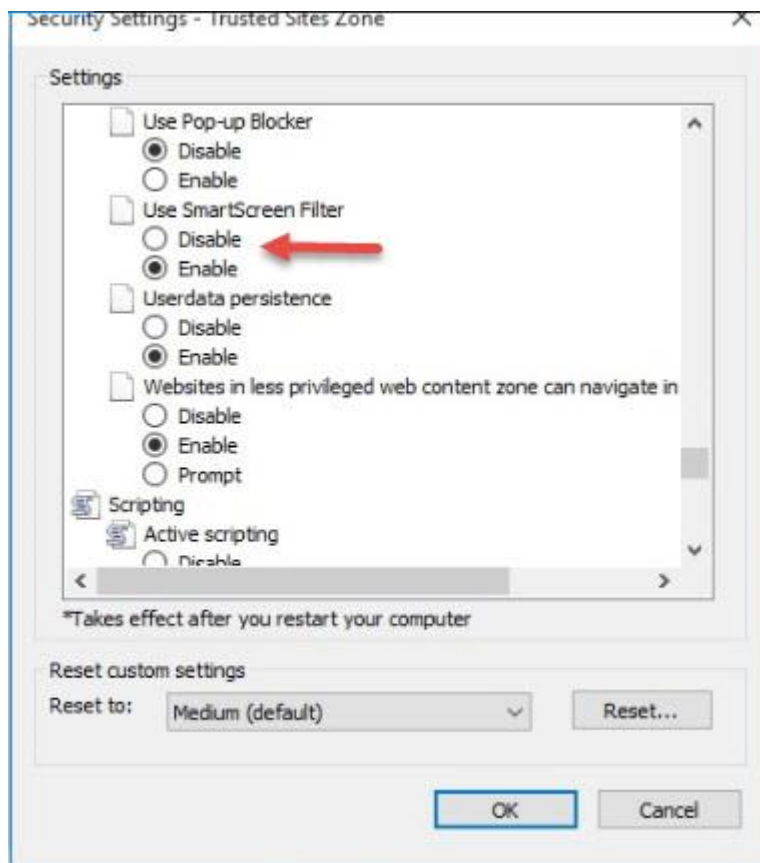 Security Settings - Trusted Sites Zone
Settings
Use Pop-up Blocker
Disable
Enable
Use SmartScreen Filter
Disable
Enable
Userdata persistence
Disable
Enable
Websites in less privileged web content zone can navigate in
Disable
Enable
Prompt
Scripting
Active scripting
Disable
*Takes effect after you restart your computer
Reset custom settings
Reset to: Medium (default) Reset...
OK Cancel